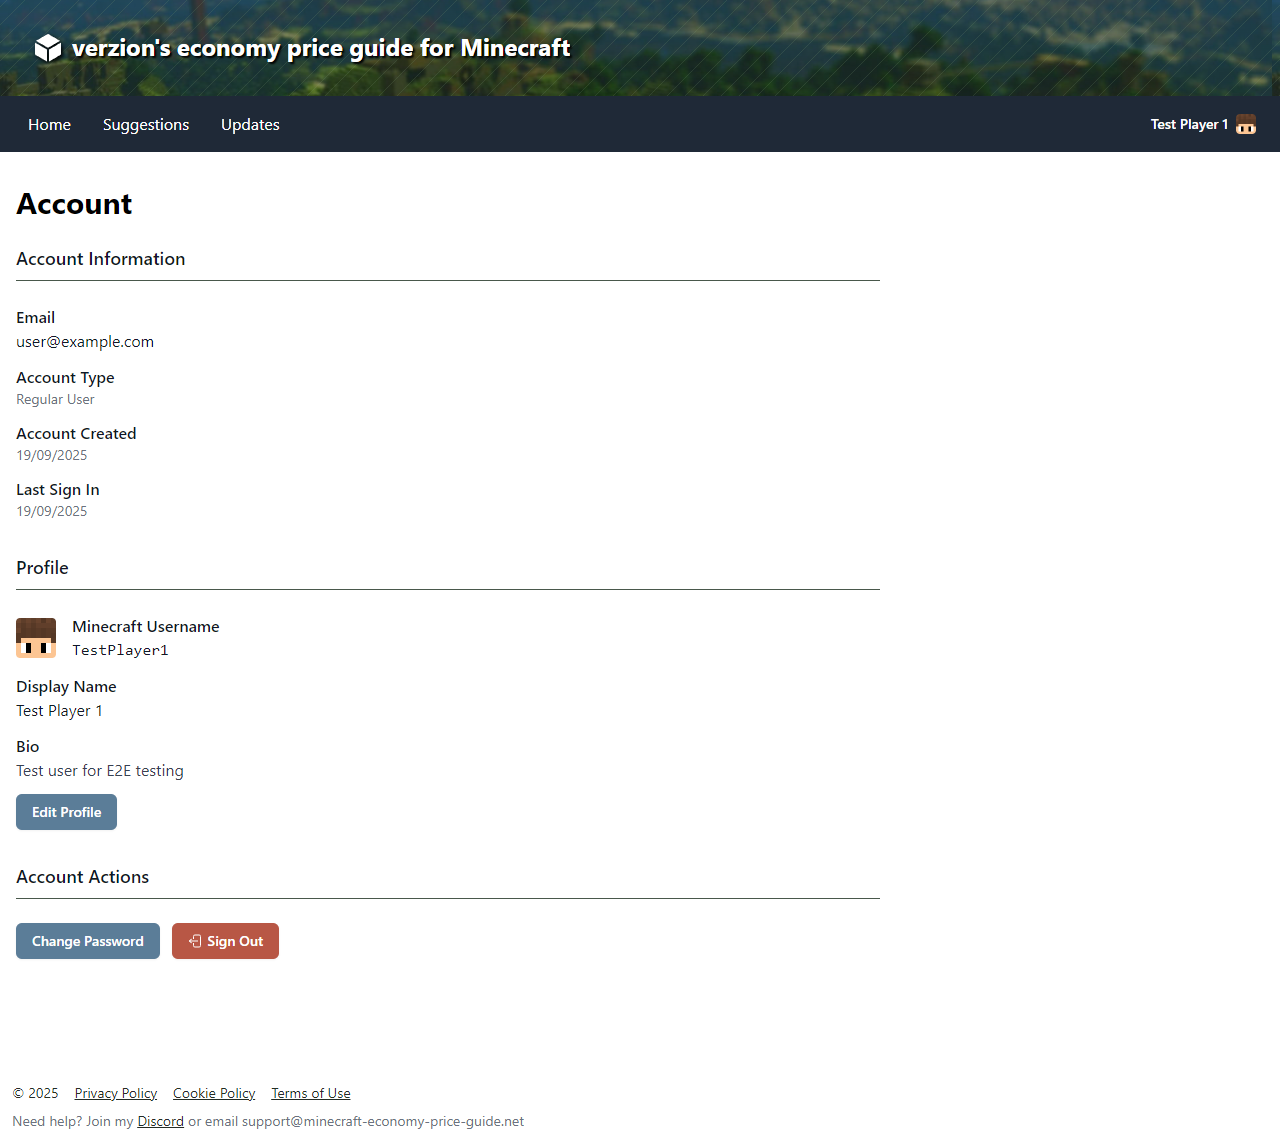 verzion's economy price guide for Minecraft
Home Suggestions Updates Test Player 1
Account
Account Information
Email
user@example.com
Account Type
Regular User
Account Created
19/09/2025
Last Sign In
19/09/2025
Profile
Minecraft Username
TestPlayer1
Display Name
Test Player 1
Bio
Test user for E2E testing
Edit Profile
Account Actions
Change Password Sign Out
© 2025 Privacy Policy Cookie Policy Terms of Use
Need help? Join my Discord or email support@minecraft-economy-price-guide.net